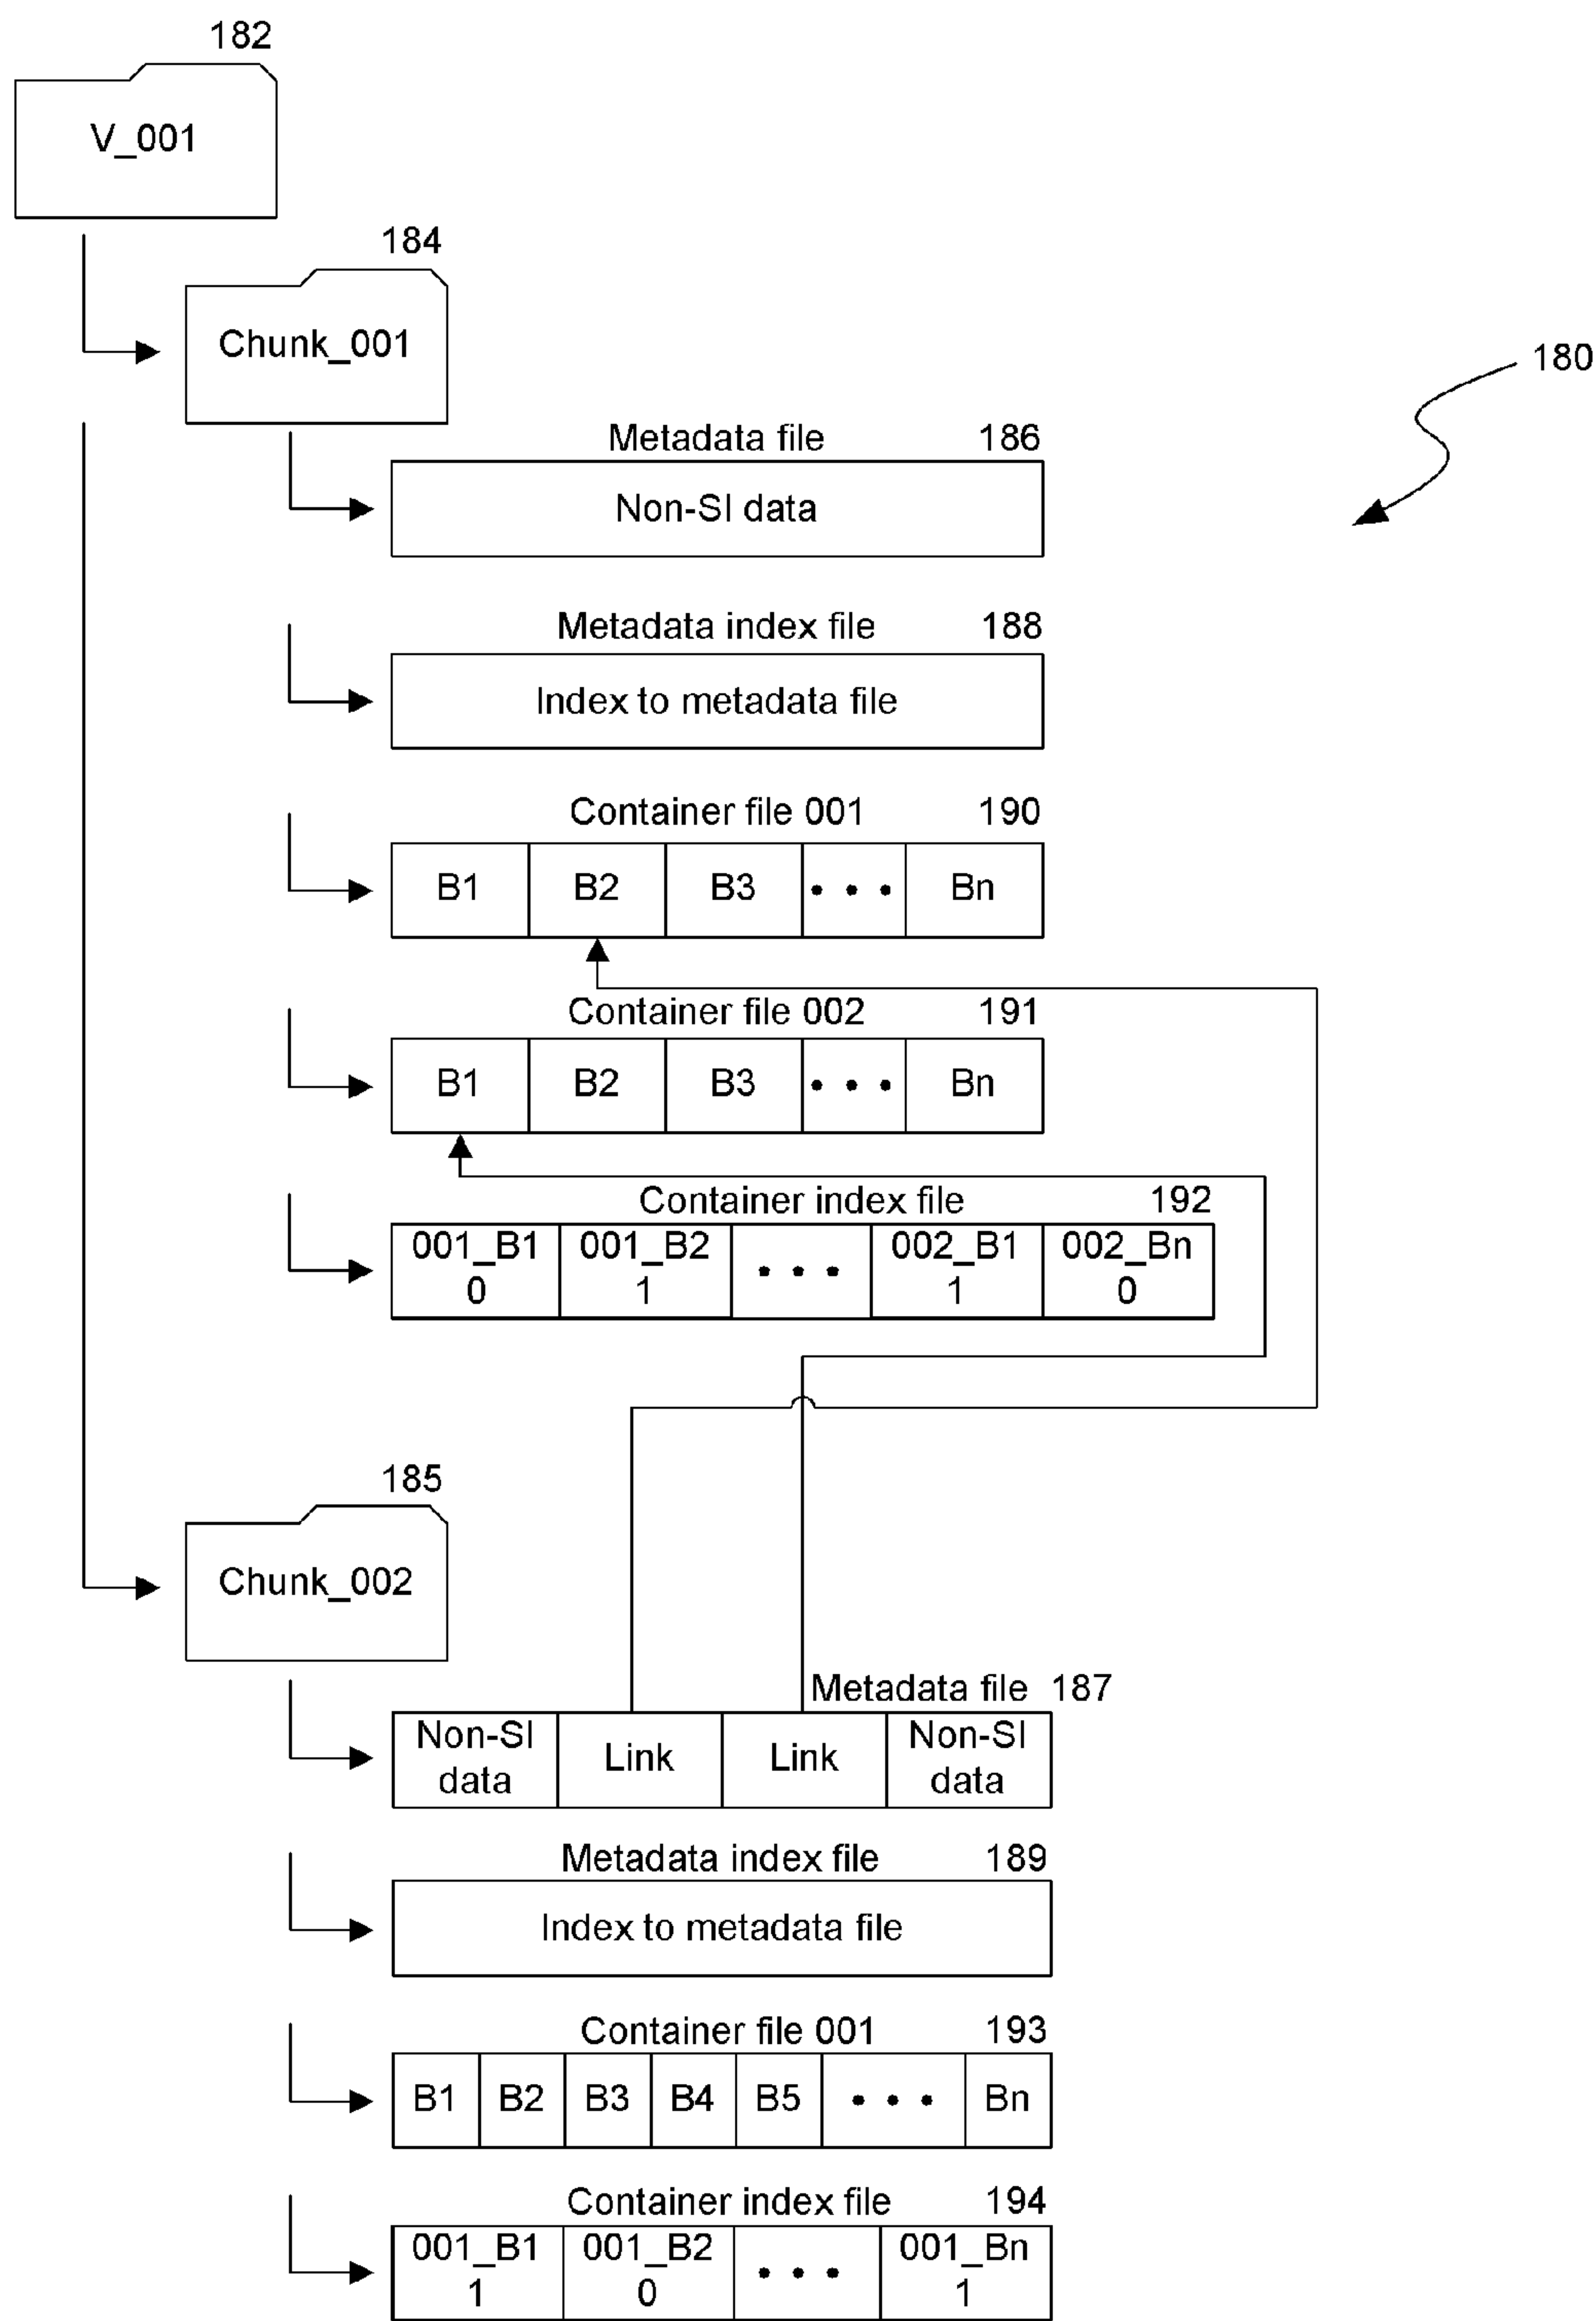 182
V_001
184
Chunk_001
180
Metadata file 186
Non-SI data
Metadata index file 188
Index to metadata file
Container file 001 190
B1 B2 B3 • • • Bn
Container file 002 191
B1 B2 B3 • • • Bn
Container index file 192
001_B1 001_B2 • • • 002_B1 002_Bn
0 1 1 0
185
Chunk_002
Metadata file 187
Non-SI Link Link Non-SI
data data
Metadata index file 189
Index to metadata file
Container file 001 193
B1 B2 B3 B4 B5 • • • Bn
Container index file 194
001_B1 001_B2 • • • 001_Bn
1 0 1